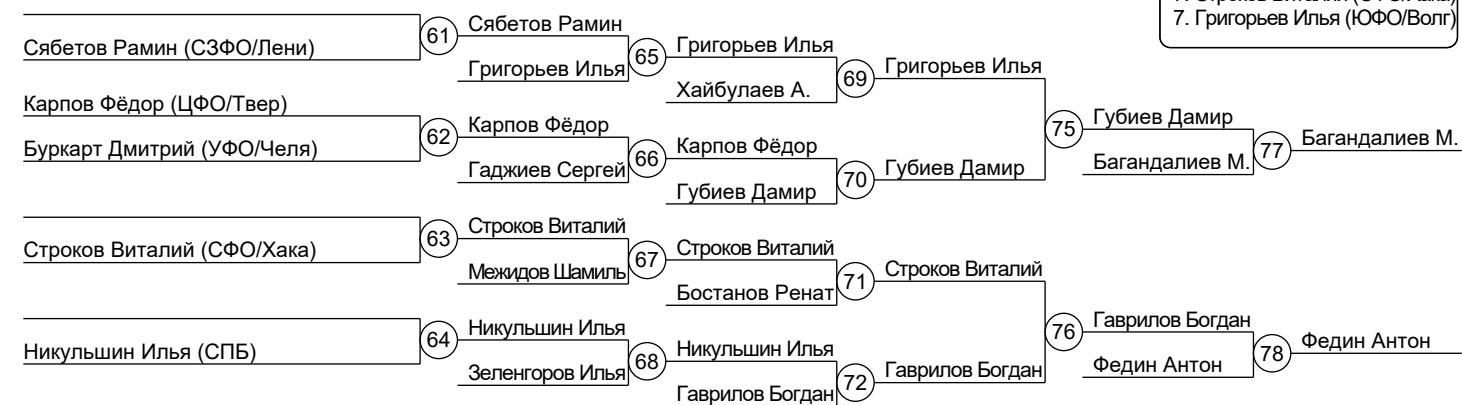 7. Григорьев Илья (ЮФО/Волг)
Сябетов Рамин (СЗФО/Лени)
61
Сябетов Рамин
Григорьев Илья
65
Григорьев Илья
Хайбулаев А.
69
Григорьев Илья
Карпов Фёдор (ЦФО/Твер)
Буркарт Дмитрий (УФО/Челя)
62
Карпов Фёдор
Гаджиев Сергей
66
Карпов Фёдор
Губиев Дамир
70
Губиев Дамир
75
Губиев Дамир
Багандалиев М.
77
Багандалиев М.
Строков Виталий (СФО/Хака)
63
Строков Виталий
Межидов Шамиль
67
Строков Виталий
Бостанов Ренат
71
Строков Виталий
Никульшин Илья (СПБ)
64
Никульшин Илья
Зеленгоров Илья
68
Никульшин Илья
Гаврилов Богдан
72
Гаврилов Богдан
76
Гаврилов Богдан
Федин Антон
78
Федин Антон